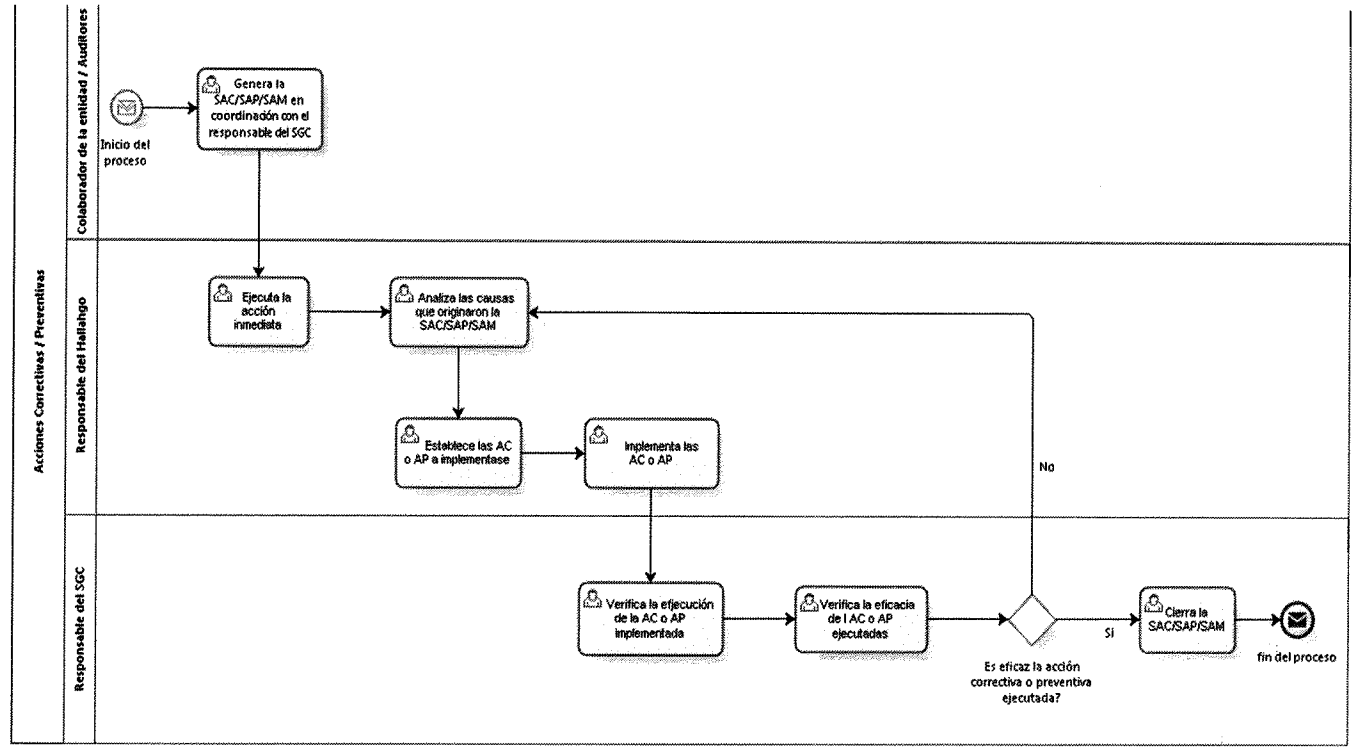 Acciones Correctivas / Preventivas
Colaborador de la entidad / Auditores
Inicio del
proceso
Genera la
SAC/SAP/SAM en
coordinación con el
responsable del SGC
Responsable del Hallahgo
Ejecuta la
acción
inmediata
Analiza las causas
que originaron la
SAC/SAP/SAM
Establece las AC
o AP a implementase
Implementa las
AC o AP
No
Responsable del SGC
Verifica la efjecución
de la AC o AP
implementada
Verifica la eficacia
de l AC o AP
ejecutadas
Es eficaz la acción
correctiva o preventiva
ejecutada?
Si
Cierra la
SAC/SAP/SAM
fin del proceso